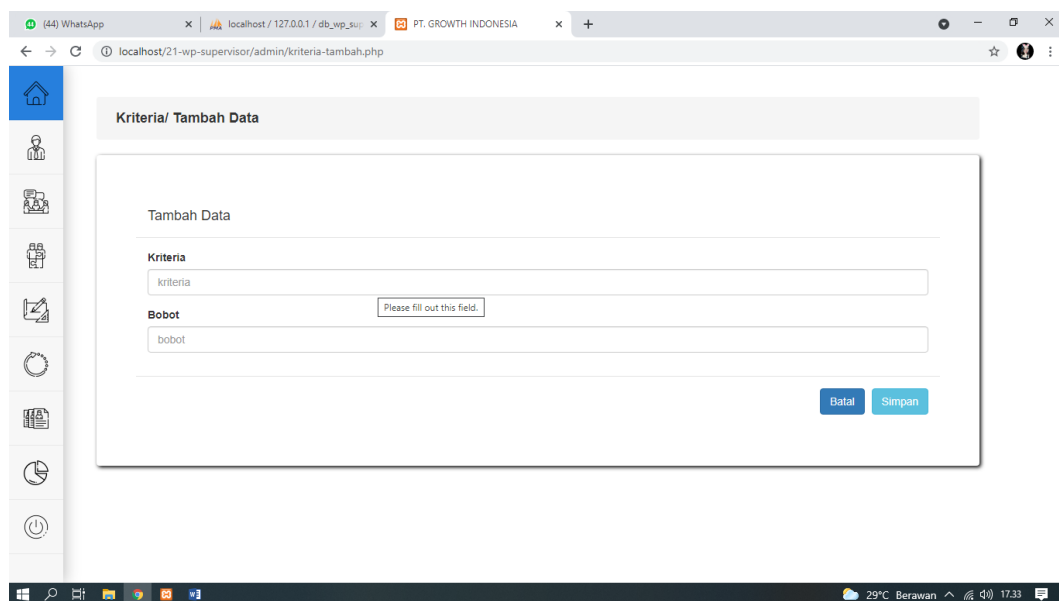 (44) WhatsApp
localhost / 127.0.0.1 / db_wp_sup
PT. GROWTH INDONESIA
localhost/21-wp-supervisor/admin/kriteria-tambah.php
Kriteria/ Tambah Data
Tambah Data
Kriteria
kriteria
Please fill out this field.
Bobot
bobot
Batal Simpan
29°C Berawan 17.33